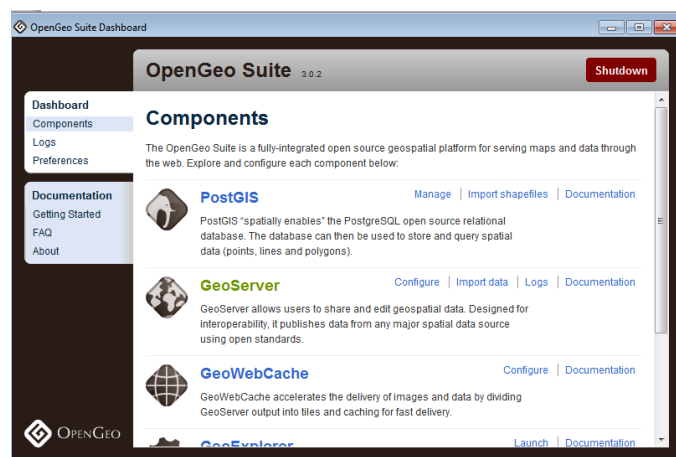 OpenGeo Suite Dashboard
OpenGeo Suite 3.0.2
Shutdown
Dashboard
Components
Logs
Preferences
Documentation
Getting Started
FAQ
About
OPENGEO
Components
The OpenGeo Suite is a fully-integrated open source geospatial platform for serving maps and data through
the web. Explore and configure each component below:
PostGIS
Manage | Import shapefiles | Documentation
PostGIS "spatially enables" the PostgreSQL open source relational
database. The database can then be used to store and query spatial
data (points, lines and polygons).
GeoServer
Configure | Import data | Logs | Documentation
GeoServer allows users to share and edit geospatial data. Designed for
interoperability, it publishes data from any major spatial data source
using open standards.
GeoWebCache
Configure | Documentation
GeoWebCache accelerates the delivery of images and data by dividing
GeoServer output into tiles and caching for fast delivery.
GeoExplorer
Launch | Documentation